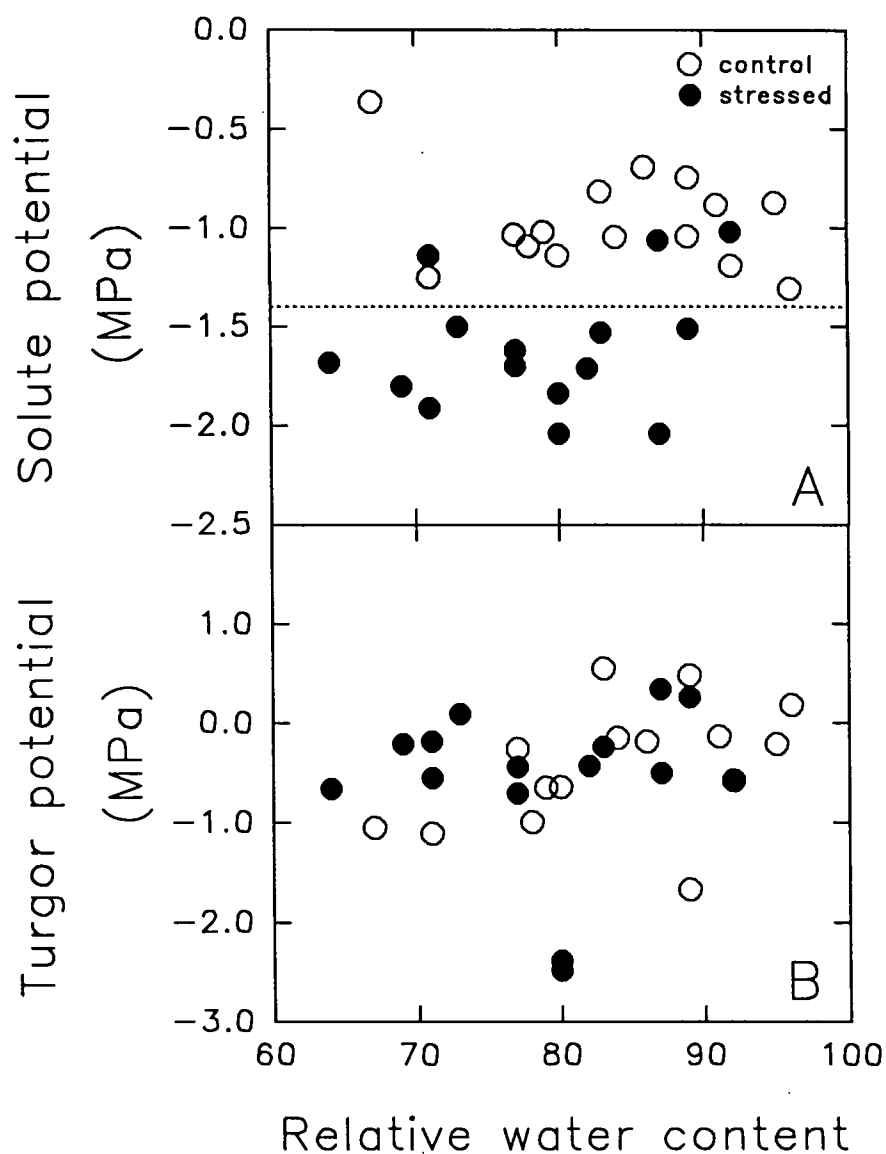 0.0
control
stressed
−0.5
−1.0
−1.5
−2.0
−2.5
Solute potential
(MPa)
A
1.0
0.0
−1.0
−2.0
−3.0
Turgor potential
(MPa)
B
60 70 80 90 100
Relative water content